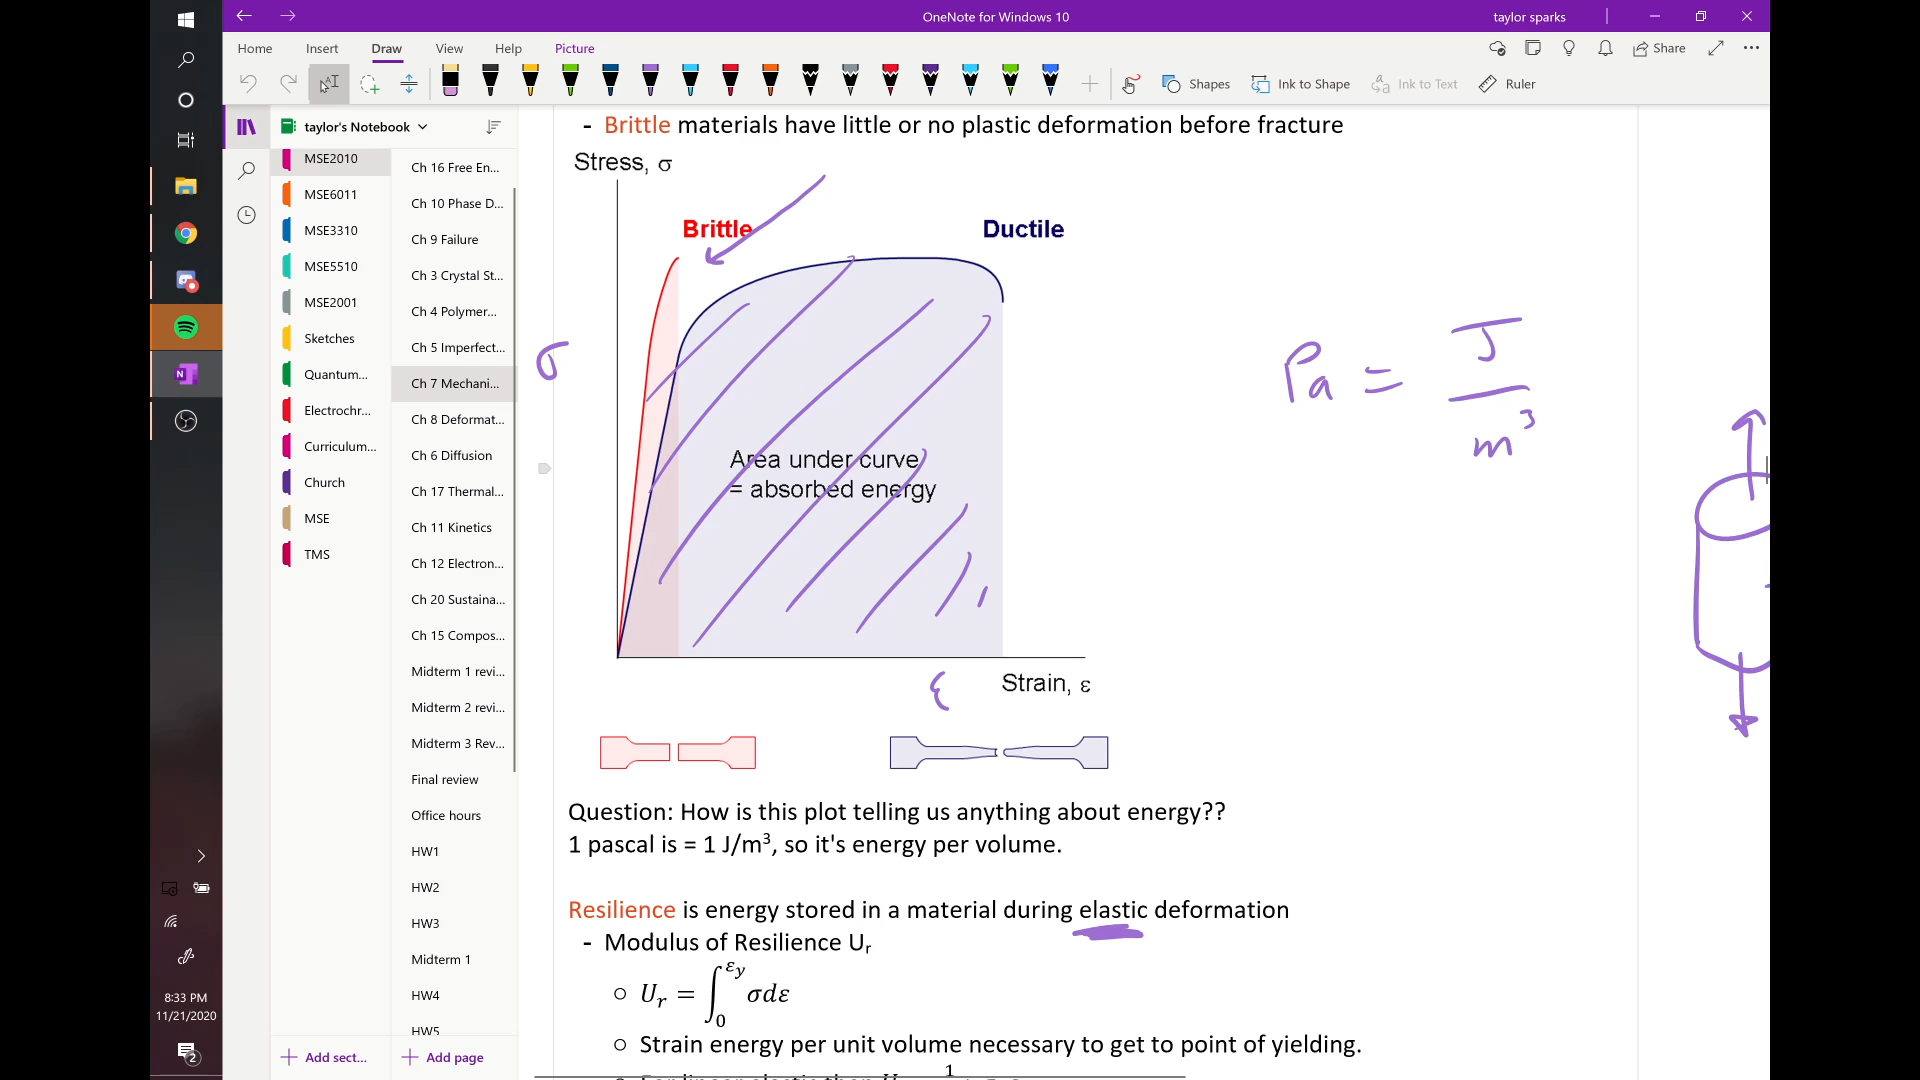 OneNote for Windows 10
taylor sparks
Home Insert Draw View Help Picture
Share
Shapes Ink to Shape Ink to Text Ruler
taylor's Notebook
MSE2010
MSE6011
MSE3310
MSE5510
MSE2001
Sketches
Quantum...
Electrochr...
Curriculum...
Church
MSE
TMS
Add sect...
Ch 16 Free En...
Ch 10 Phase D...
Ch 9 Failure
Ch 3 Crystal St...
Ch 4 Polymer...
Ch 5 Imperfect...
Ch 7 Mechani...
Ch 8 Deformat...
Ch 6 Diffusion
Ch 17 Thermal...
Ch 11 Kinetics
Ch 12 Electron...
Ch 20 Sustaina...
Ch 15 Compos...
Midterm 1 revi...
Midterm 2 revi...
Midterm 3 Rev...
Final review
Office hours
HW1
HW2
HW3
Midterm 1
HW4
HW5
Add page
- Brittle materials have little or no plastic deformation before fracture
Stress, σ
Brittle
Ductile
σ
Pa = J/m³
Area under curve
= absorbed energy
ε
Strain, ε
Question: How is this plot telling us anything about energy??
1 pascal is = 1 J/m³, so it's energy per volume.
Resilience is energy stored in a material during elastic deformation
- Modulus of Resilience Uᵣ
○ Uᵣ = ∫₀^εy σdε
○ Strain energy per unit volume necessary to get to point of yielding.
8:33 PM
11/21/2020
2